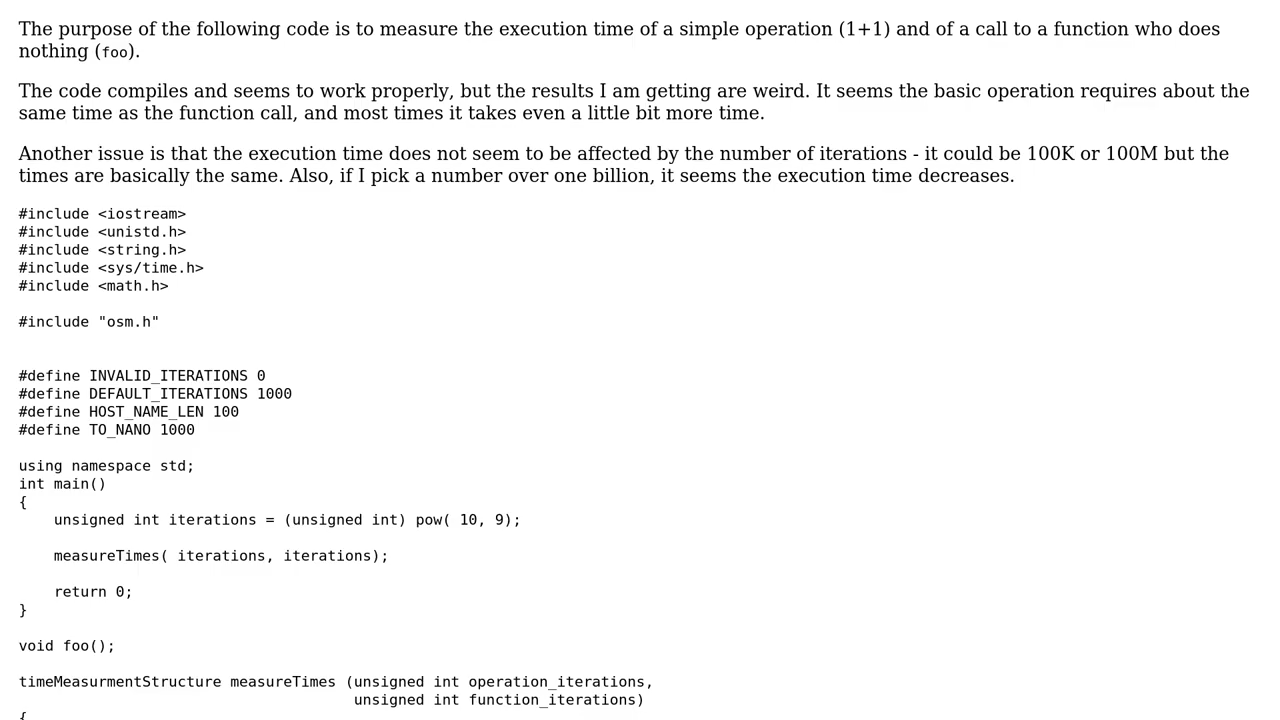 The purpose of the following code is to measure the execution time of a simple operation (1+1) and of a call to a function who does
nothing (foo).
The code compiles and seems to work properly, but the results I am getting are weird. It seems the basic operation requires about the
same time as the function call, and most times it takes even a little bit more time.
Another issue is that the execution time does not seem to be affected by the number of iterations - it could be 100K or 100M but the
times are basically the same. Also, if I pick a number over one billion, it seems the execution time decreases.
#include <iostream>
#include <unistd.h>
#include <string.h>
#include <sys/time.h>
#include <math.h>
#include "osm.h"
#define INVALID_ITERATIONS 0
#define DEFAULT_ITERATIONS 1000
#define HOST_NAME_LEN 100
#define TO_NANO 1000
using namespace std;
int main()
{
    unsigned int iterations = (unsigned int) pow( 10, 9);
    measureTimes( iterations, iterations);
    return 0;
}
void foo();
timeMeasurmentStructure measureTimes (unsigned int operation_iterations,
                                      unsigned int function_iterations)
{